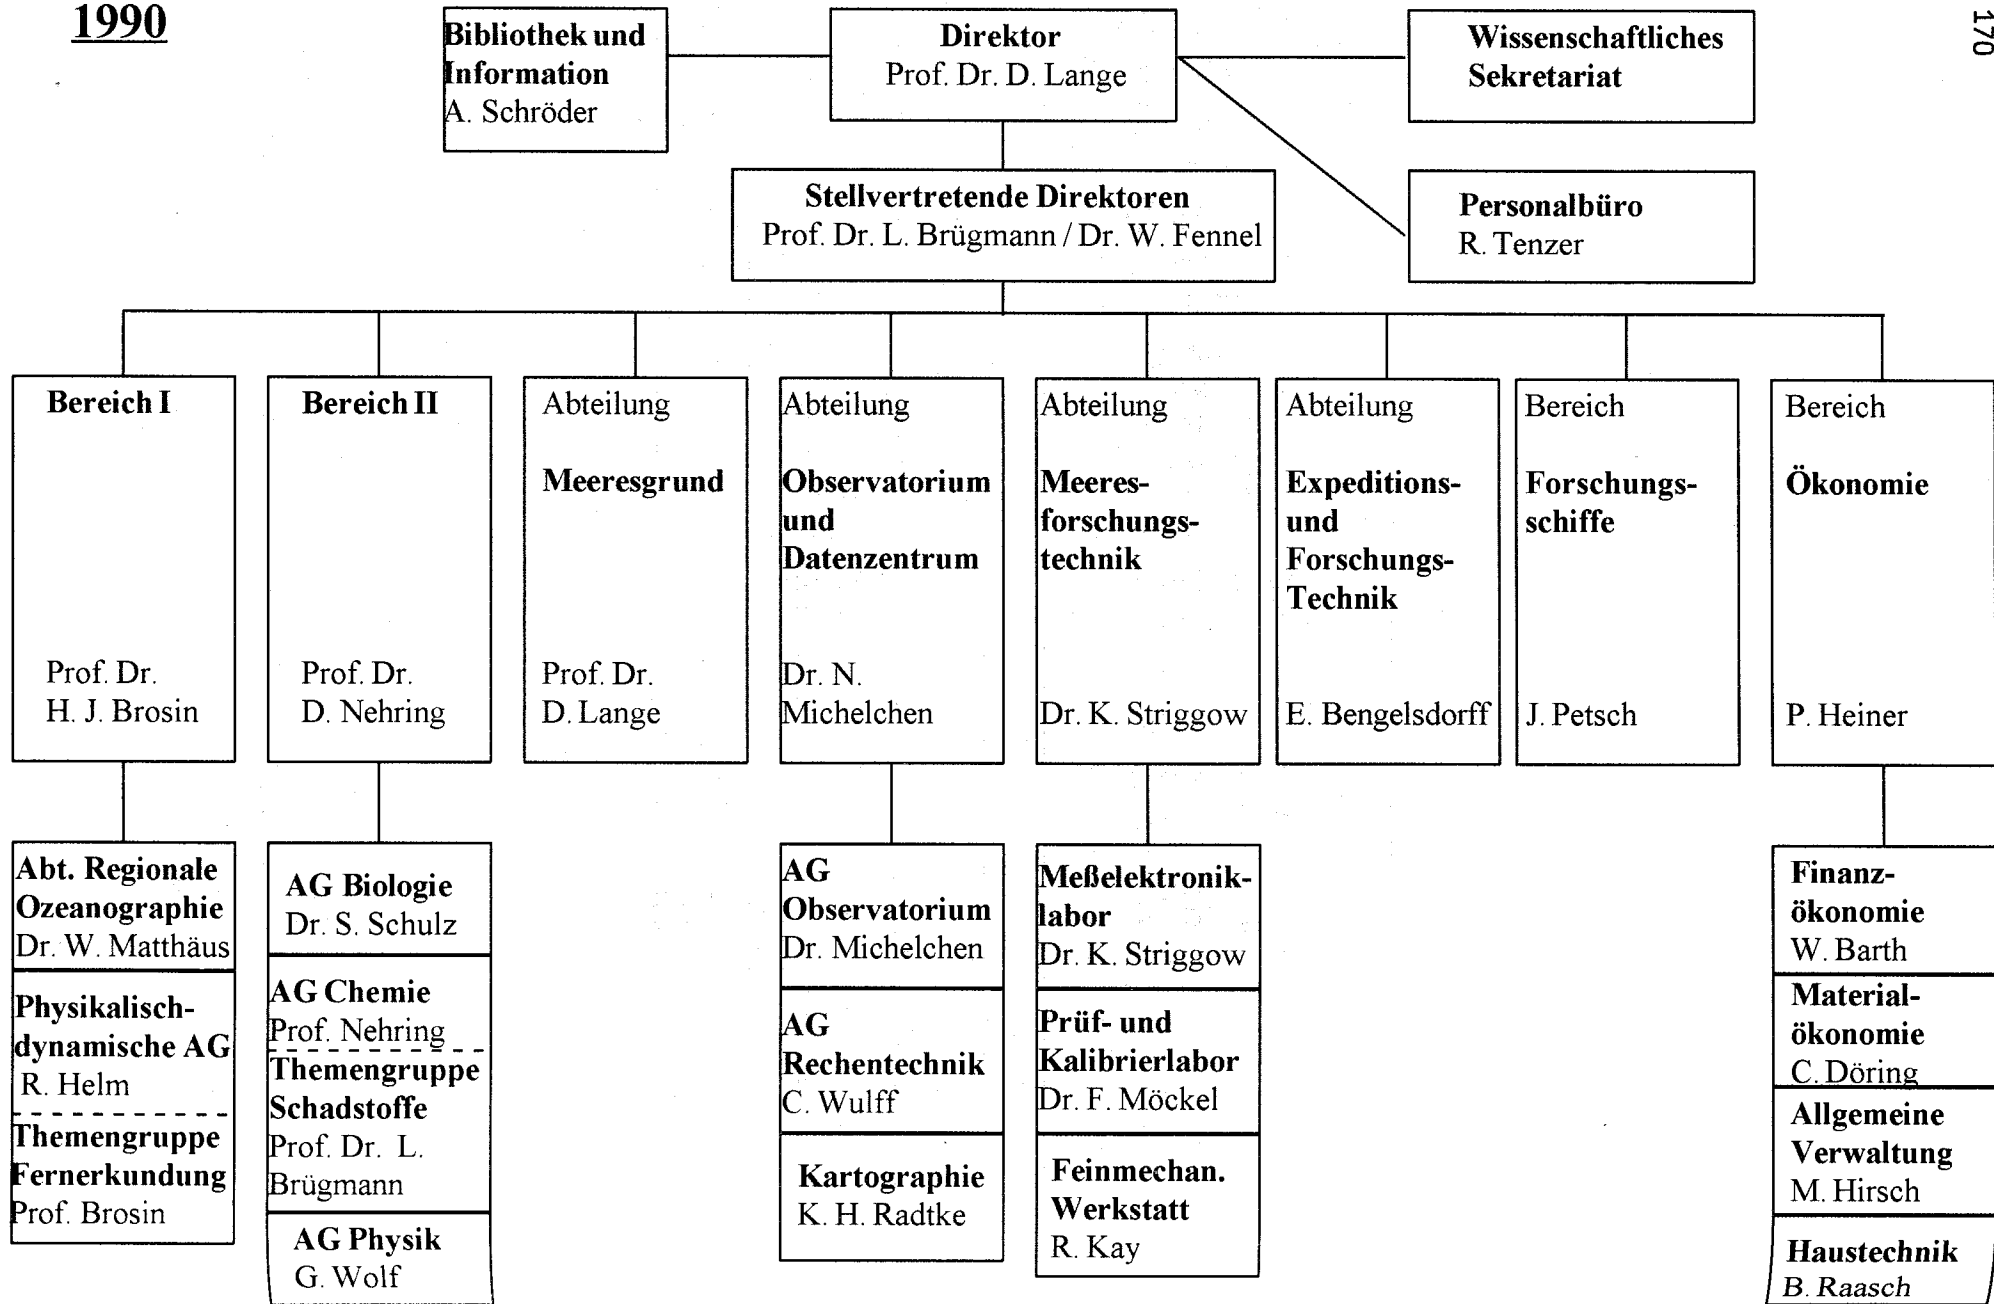 1990
170
Bibliothek und
Information
A. Schröder
Direktor
Prof. Dr. D. Lange
Wissenschaftliches
Sekretariat
Stellvertretende Direktoren
Prof. Dr. L. Brügmann / Dr. W. Fennel
Personalbüro
R. Tenzer
Bereich I
Prof. Dr.
H. J. Brosin
Bereich II
Prof. Dr.
D. Nehring
Abteilung
Meeresgrund
Prof. Dr.
D. Lange
Abteilung
Observatorium
und
Datenzentrum
Dr. N.
Michelchen
Abteilung
Meeres-
forschungs-
technik
Dr. K. Striggow
Abteilung
Expeditions-
und
Forschungs-
Technik
E. Bengelsdorff
Bereich
Forschungs-
schiffe
J. Petsch
Bereich
Ökonomie
P. Heiner
Abt. Regionale
Ozeanographie
Dr. W. Matthäus
Physikalisch-
dynamische AG
R. Helm
Themengruppe
Fernerkundung
Prof. Brosin
AG Biologie
Dr. S. Schulz
AG Chemie
Prof. Nehring
Themengruppe
Schadstoffe
Prof. Dr. L.
Brügmann
AG Physik
G. Wolf
AG
Observatorium
Dr. Michelchen
AG
Rechentechnik
C. Wulff
Kartographie
K. H. Radtke
Meßelektronik-
labor
Dr. K. Striggow
Prüf- und
Kalibrierlabor
Dr. F. Möckel
Feinmechan.
Werkstatt
R. Kay
Finanz-
ökonomie
W. Barth
Material-
ökonomie
C. Döring
Allgemeine
Verwaltung
M. Hirsch
Haustechnik
B. Raasch